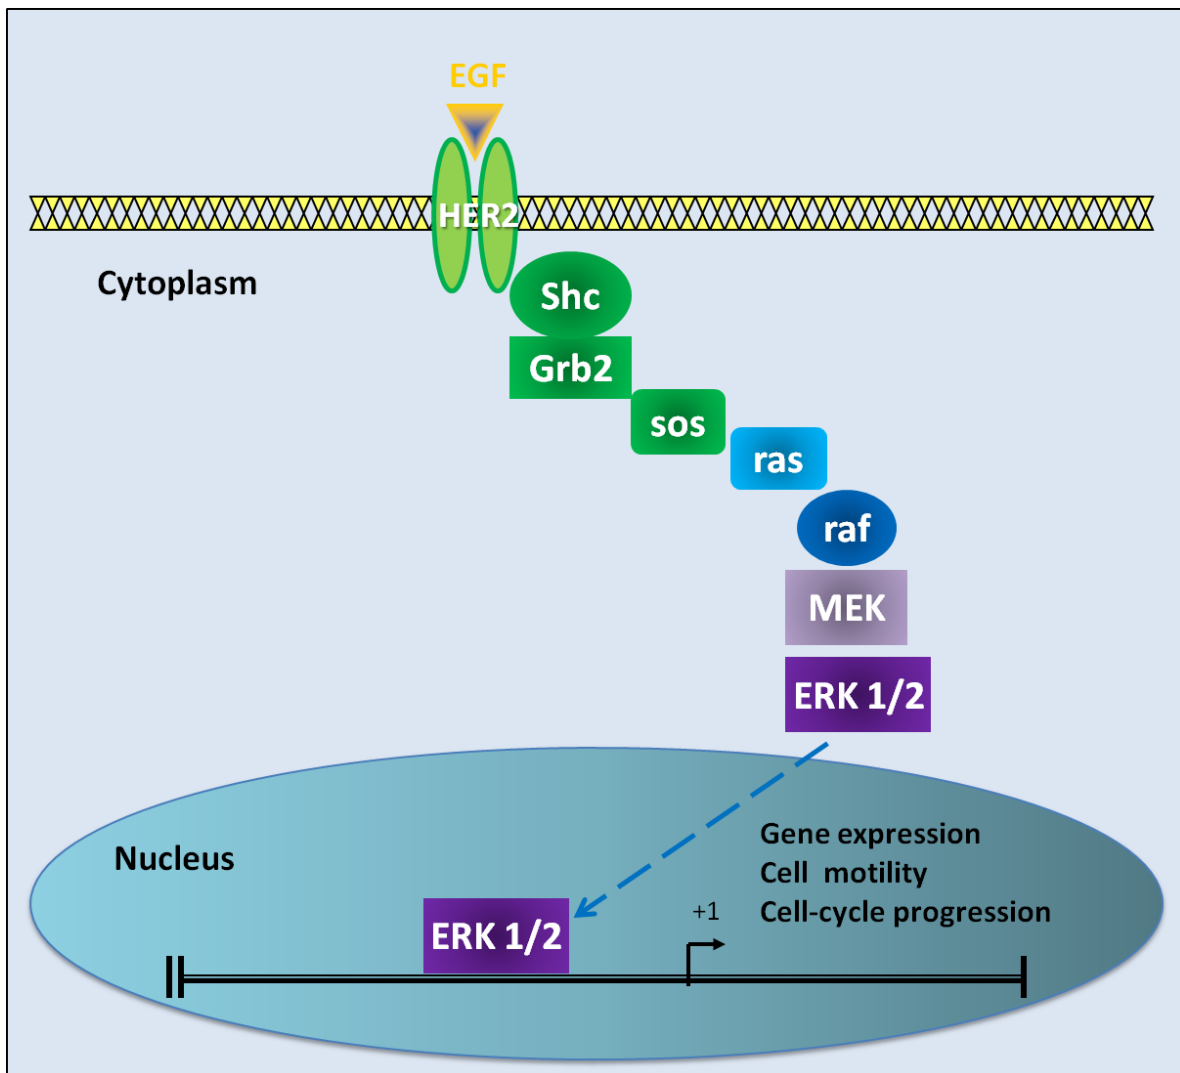 EGF
HER2
Cytoplasm
Shc
Grb2
sos
ras
raf
MEK
ERK 1/2
Nucleus
Gene expression
Cell motility
Cell-cycle progression
+1
ERK 1/2